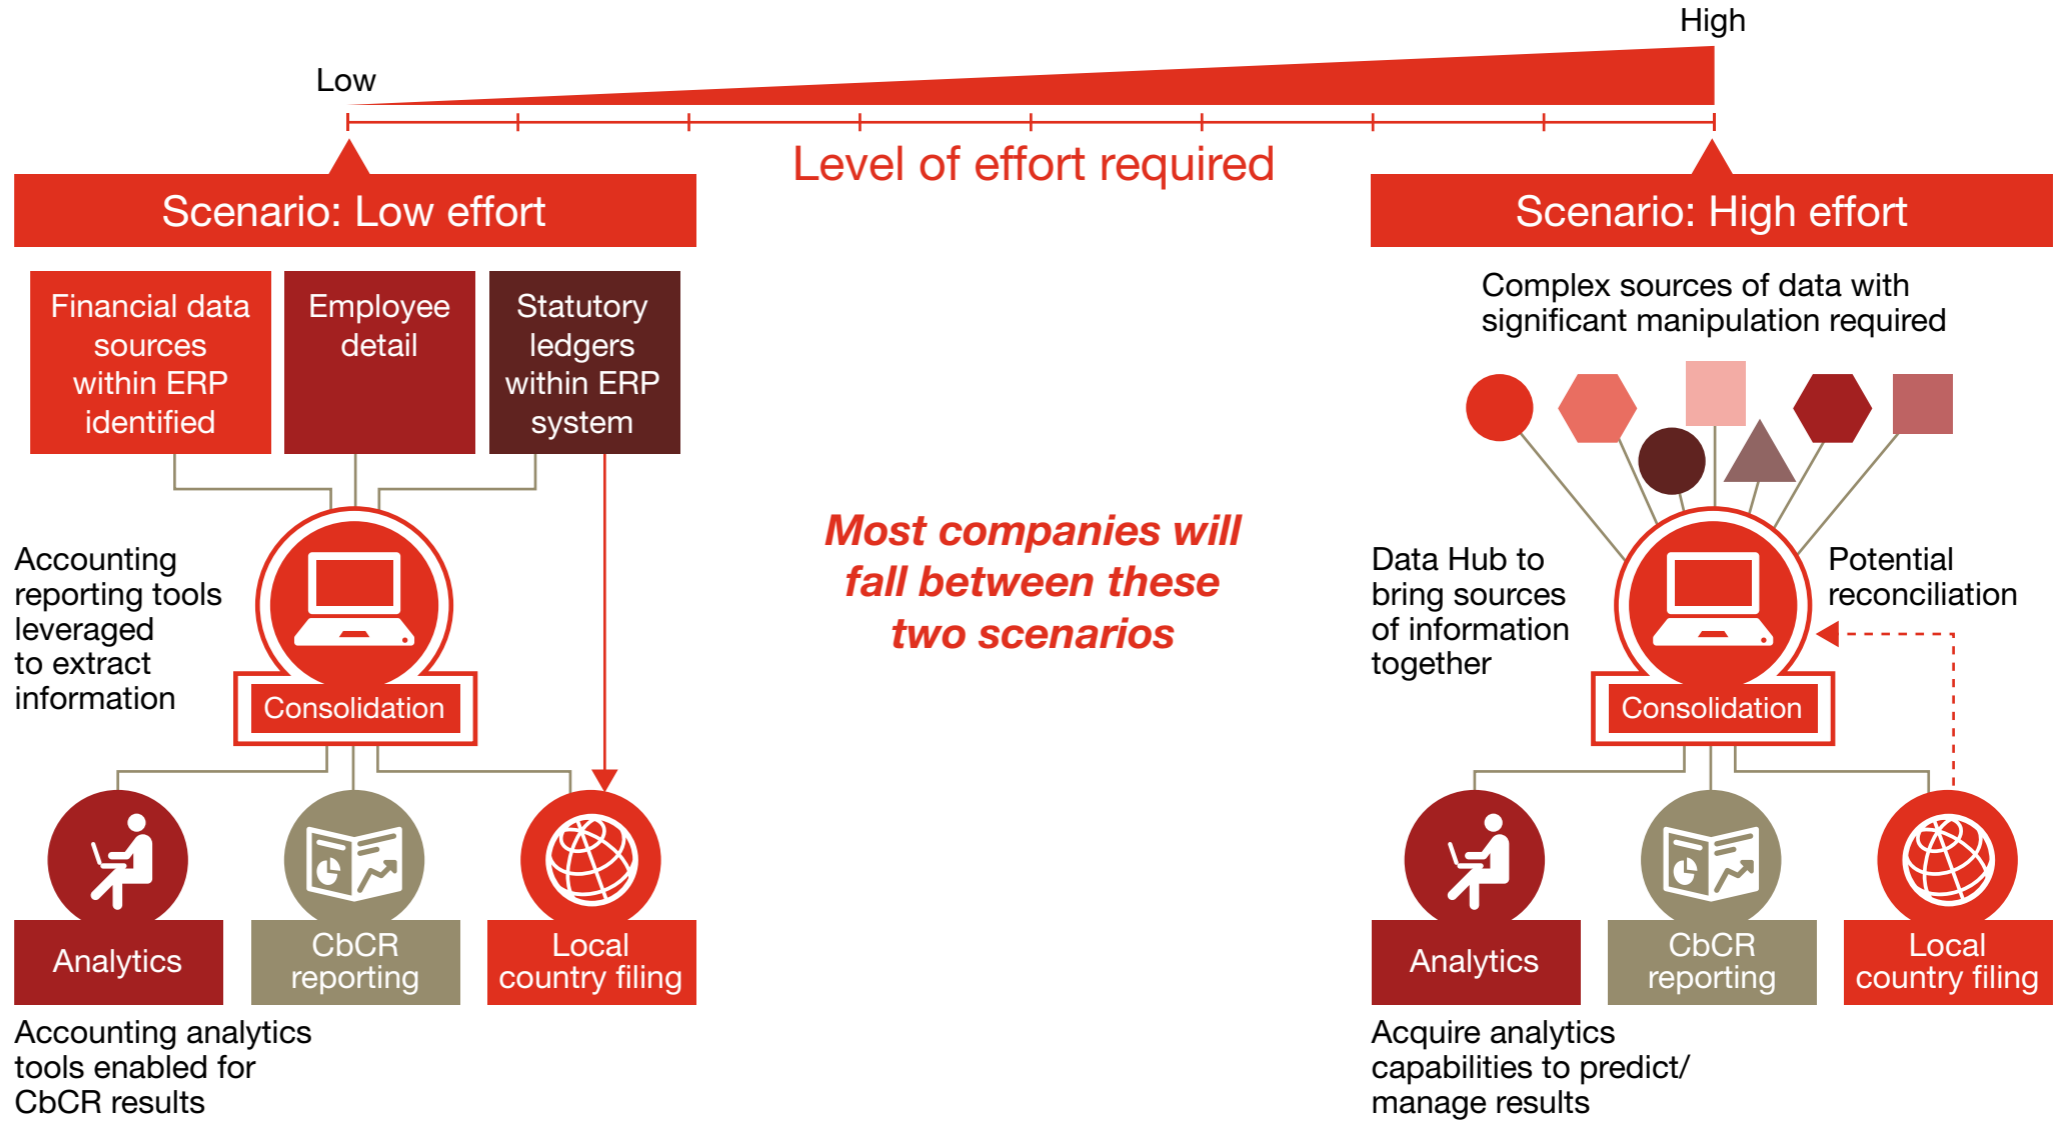 High
Low
Level of effort required
Scenario: Low effort
Financial data
sources
within ERP
identified
Employee
detail
Statutory
ledgers
within ERP
system
Accounting
reporting tools
leveraged
to extract
information
Consolidation
Analytics
CbCR
reporting
Local
country filing
Accounting analytics
tools enabled for
CbCR results
Most companies will
fall between these
two scenarios
Scenario: High effort
Complex sources of data with
significant manipulation required
Data Hub to
bring sources
of information
together
Potential
reconciliation
Consolidation
Analytics
CbCR
reporting
Local
country filing
Acquire analytics
capabilities to predict/
manage results